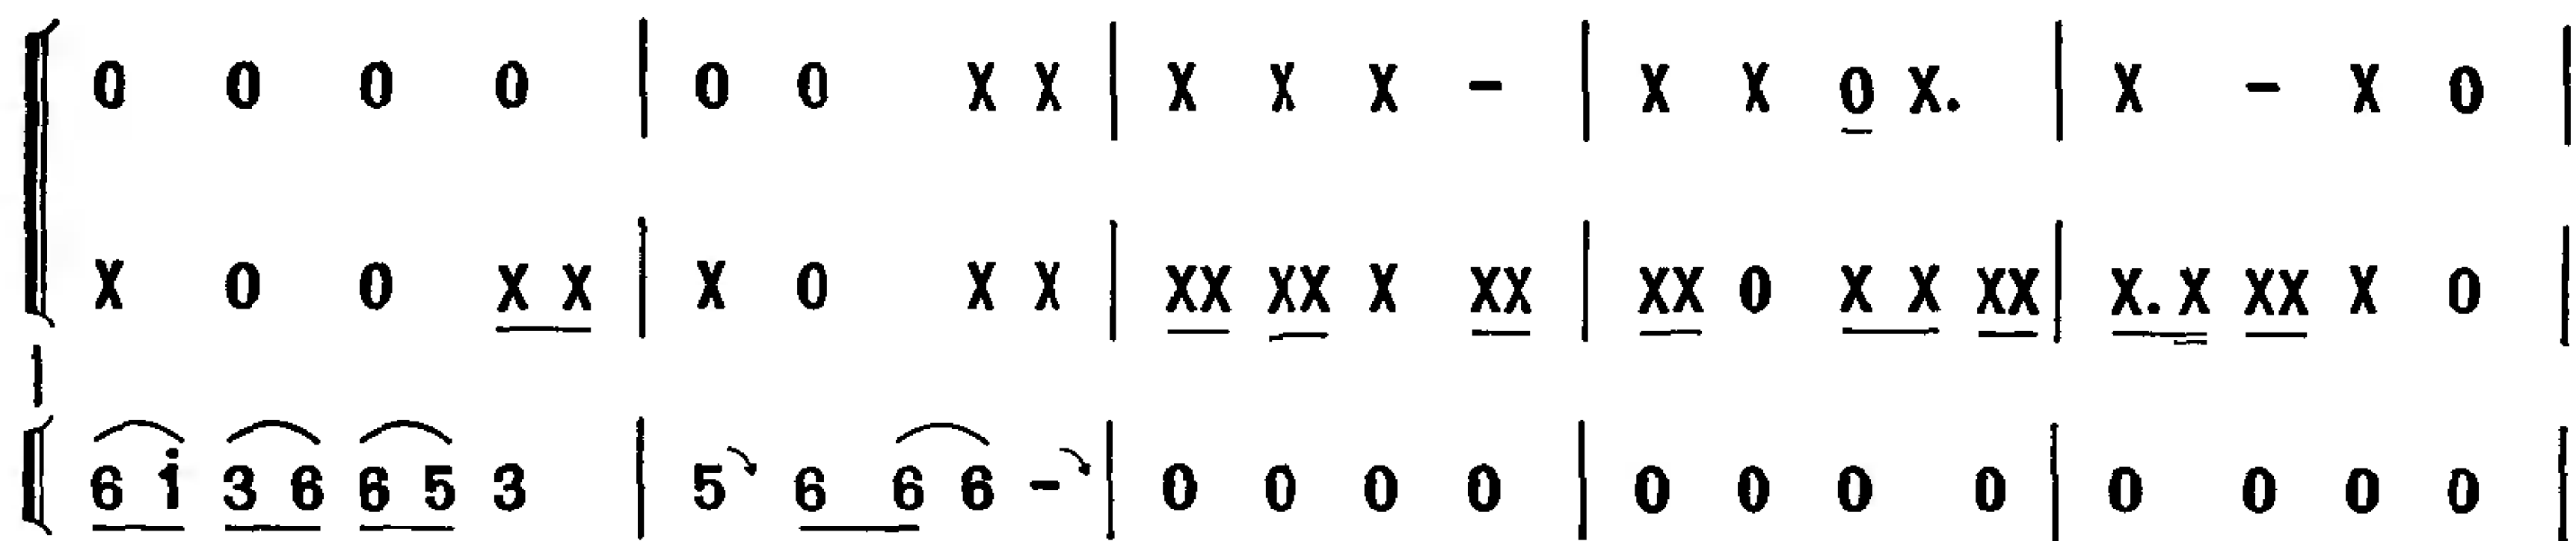 0 0 0 0 | 0 0 X X | X X X - | X X 0 X. | X - X 0 |
X 0 0 X X | X 0 X X | XX XX X XX | XX 0 X X XX | X. X XX X 0 |
6 i 3 6 6 5 3 | 5 6 6 6 - | 0 0 0 0 | 0 0 0 0 | 0 0 0 0 |